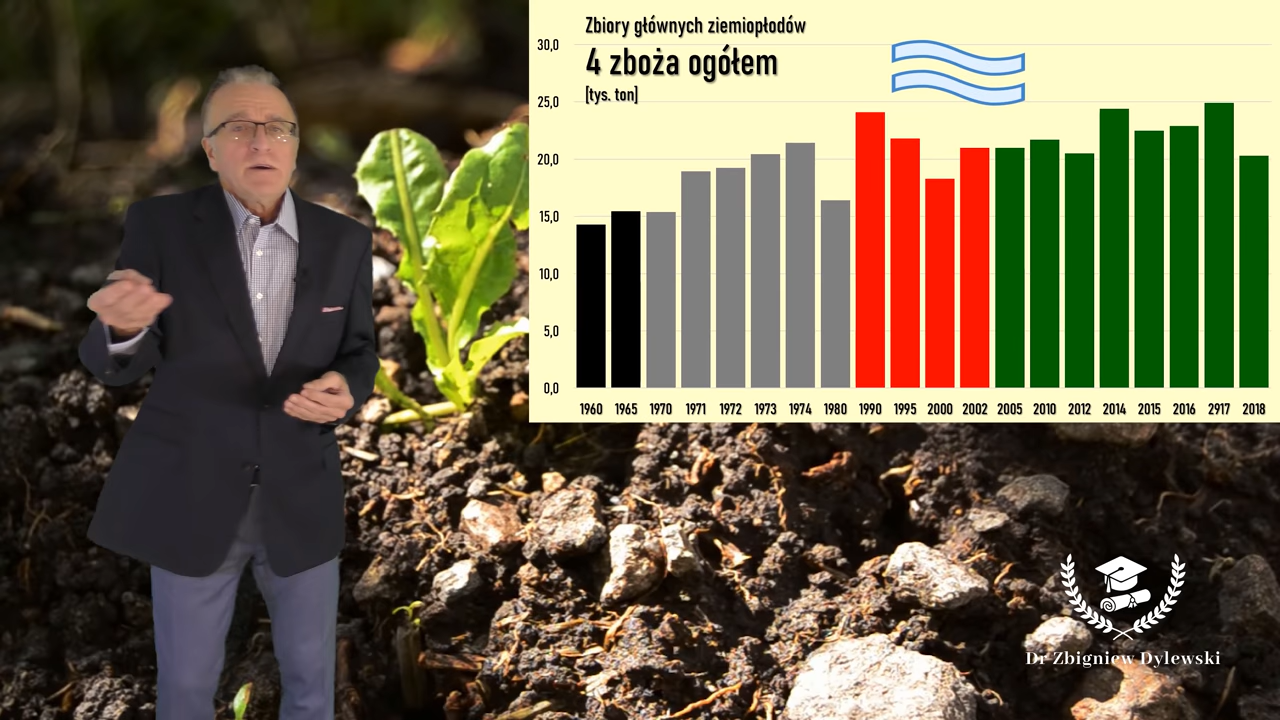 Zbiory głównych ziemiopłodów
4 zboża ogółem
[tys. ton]
30,0
25,0
20,0
15,0
10,0
5,0
0,0
1960 1965 1970 1971 1972 1973 1974 1980 1990 1995 2000 2002 2005 2010 2012 2014 2015 2016 2917 2018
Dr Zbigniew Dylewski